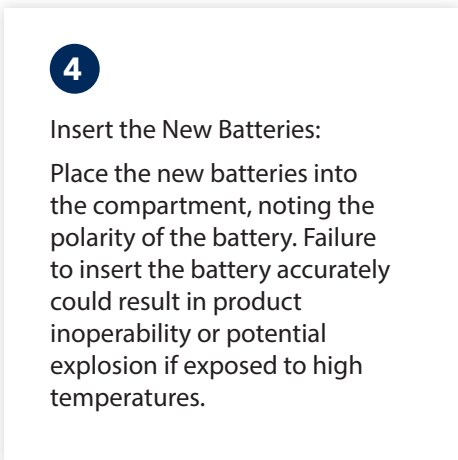 4
Insert the New Batteries:
Place the new batteries into
the compartment, noting the
polarity of the battery. Failure
to insert the battery accurately
could result in product
inoperability or potential
explosion if exposed to high
temperatures.